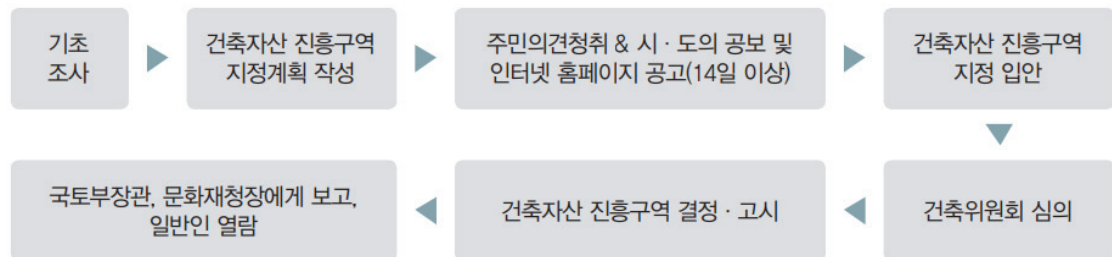 기초
조사
건축자산 진흥구역
지정계획 작성
주민의견청취 & 시 · 도의 공보 및
인터넷 홈페이지 공고(14일 이상)
건축자산 진흥구역
지정 입안
건축위원회 심의
건축자산 진흥구역 결정 · 고시
국토부장관, 문화재청장에게 보고,
일반인 열람